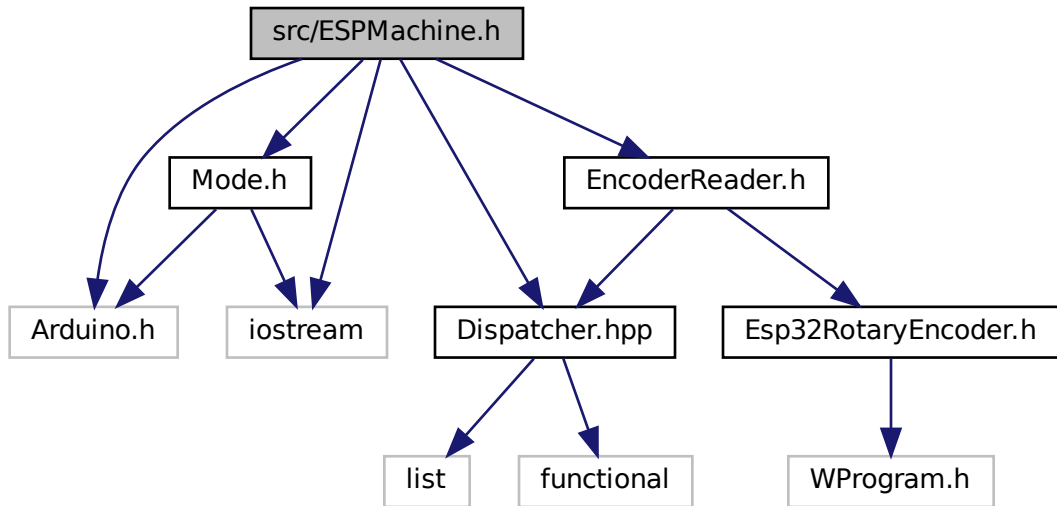 src/ESPMachine.h
Mode.h
EncoderReader.h
Arduino.h
iostream
Dispatcher.hpp
Esp32RotaryEncoder.h
list
functional
WProgram.h